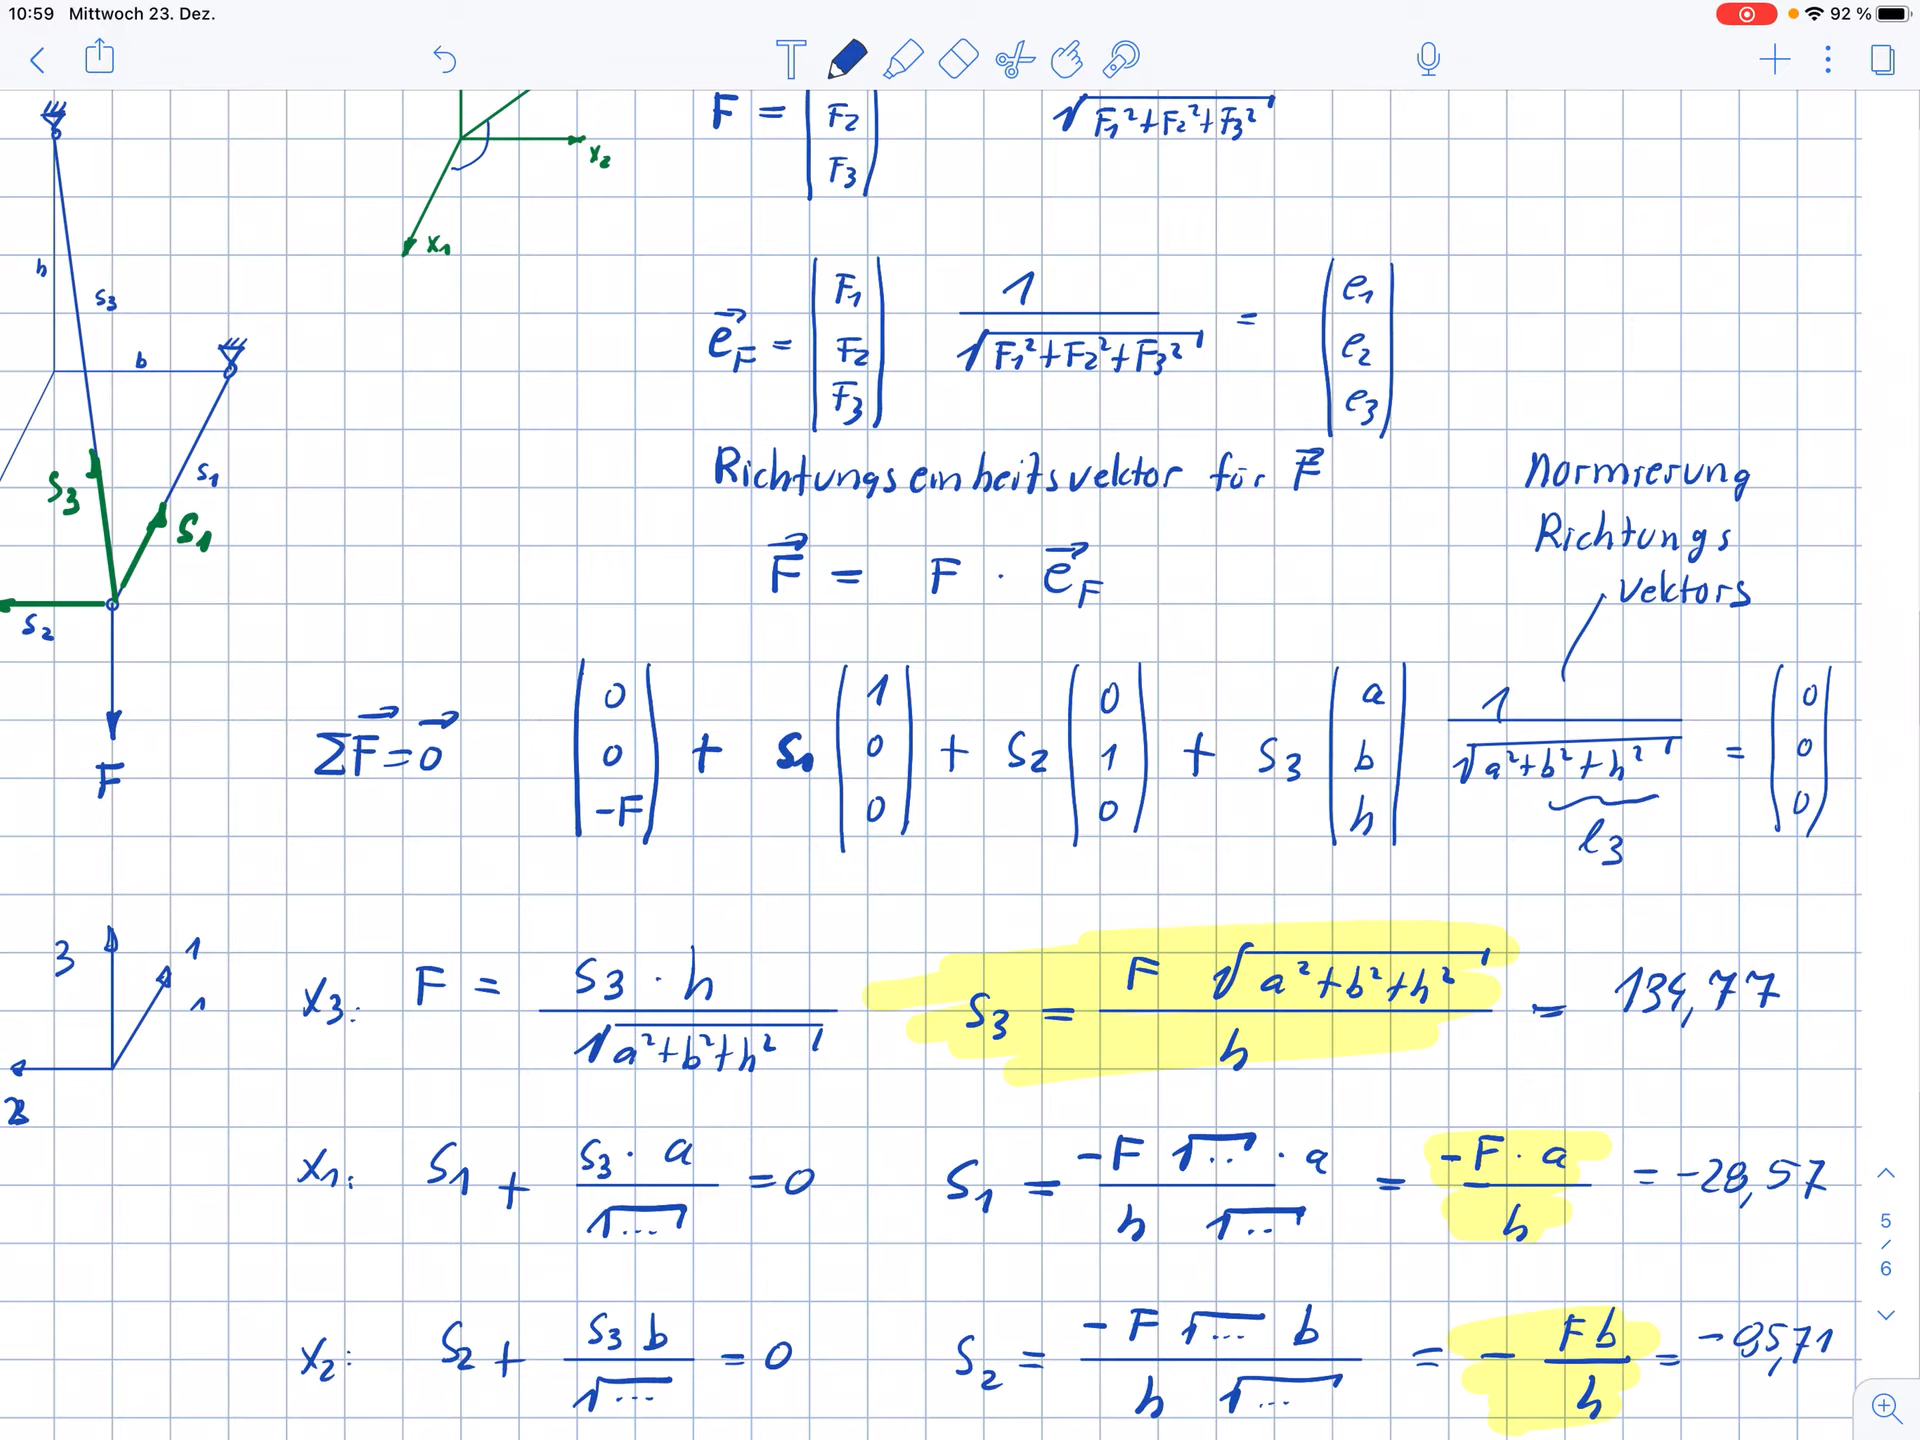 10:59 Mittwoch 23. Dez. 92 %
F = F2 F3 √F1²+F2²+F3²
x2
x1
h
s3
b
s1
S3
S1
s2
F
e⃗F = (F1 F2 F3) 1/√F1²+F2²+F3² = (e1 e2 e3)
Richtungseinheitsvektor für F⃗
Normierung
Richtungs
vektors
F⃗ = F · e⃗F
ΣF⃗ = 0⃗ (0 0 -F) + S1 (1 0 0) + S2 (0 1 0) + S3 (a b h) 1/√a²+b²+h² = (0 0 0)
l3
3 1 1 2
x3: F = S3 · h / √a²+b²+h² S3 = F √a²+b²+h² / h = 134,77
x1: S1 + S3 · a / √... = 0 S1 = -F √... · a / h √... = -F · a / h = -28,57
x2: S2 + S3 b / √... = 0 S2 = -F √... b / h √... = - F b / h = -85,71
5
/
6